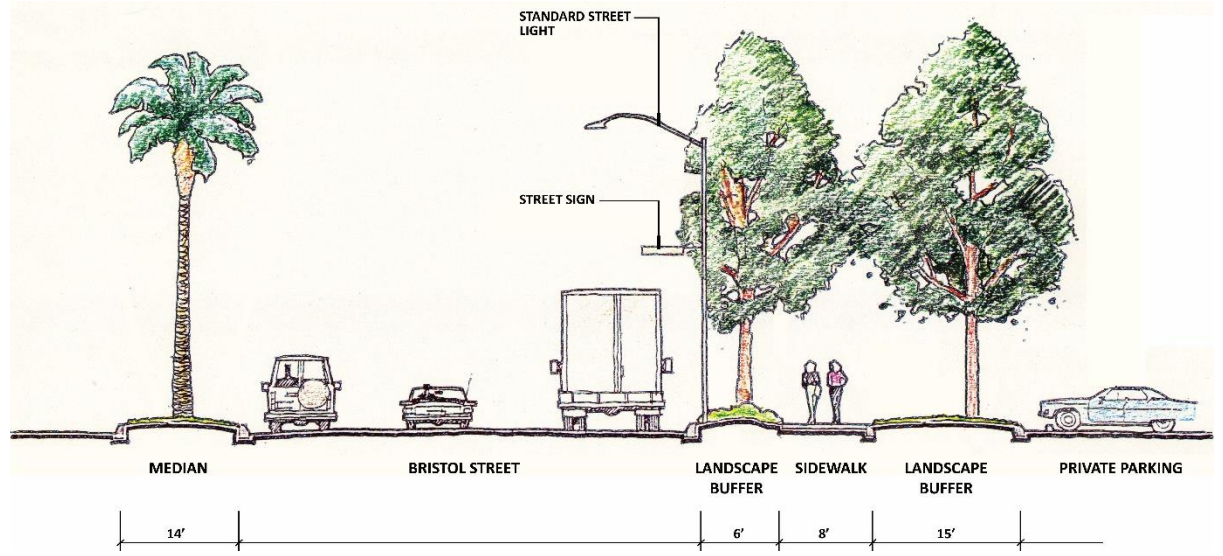 STANDARD STREET
LIGHT
STREET SIGN
MEDIAN
BRISTOL STREET
LANDSCAPE
BUFFER
SIDEWALK
LANDSCAPE
BUFFER
PRIVATE PARKING
14'
6'
8'
15'